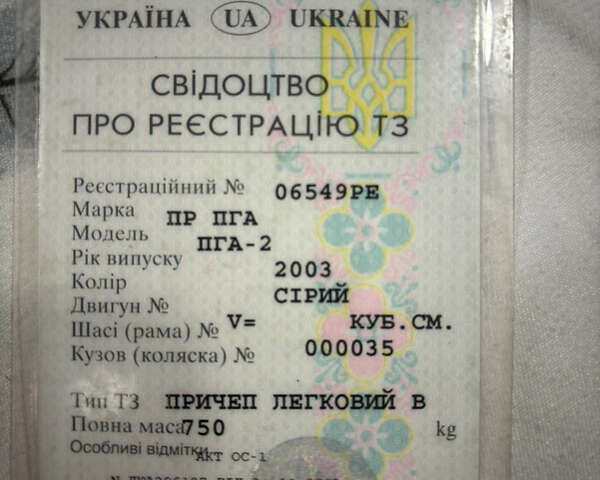 УКРАЇНА UA UKRAINE
СВІДОЦТВО
ПРО РЕЄСТРАЦІЮ ТЗ
Реєстраційний № 06549РЕ
Марка ПР ПГА
Модель ПГА-2
Рік випуску 2003
Колір СІРИЙ
Двигун № V= КУБ.СМ.
Шасі (рама) № 000035
Кузов (коляска) №
Тип ТЗ ПРИЧЕП ЛЕГКОВИЙ В
Повна маса 750 kg
Особливі відмітки АКТ ОС-1